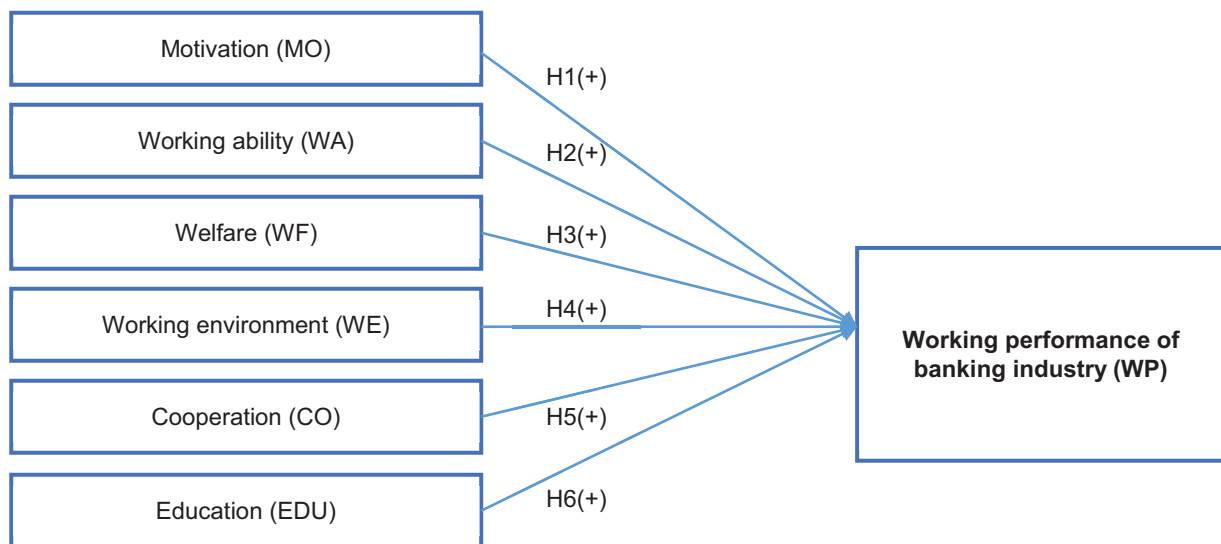 Motivation (MO)
H1(+)
Working ability (WA)
H2(+)
Welfare (WF)
H3(+)
Working environment (WE)
H4(+)
Cooperation (CO)
H5(+)
Education (EDU)
H6(+)
Working performance of
banking industry (WP)